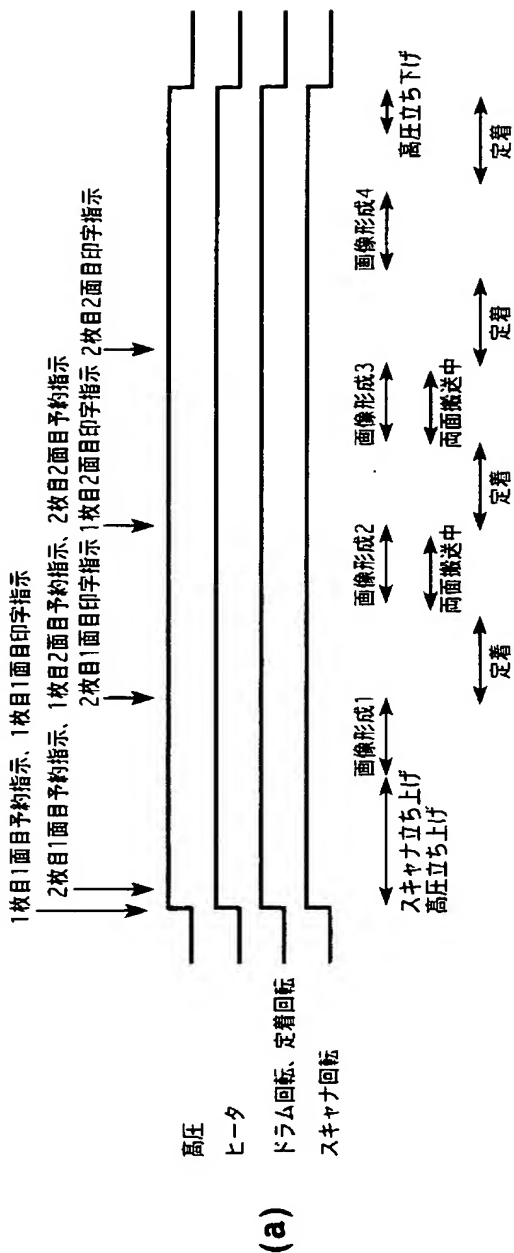 (a)
1枚目1面目予約指示、1枚目1面目印字指示
2枚目1面目予約指示、1枚目2面目予約指示、2枚目2面目予約指示
2枚目1面目印字指示 1枚目2面目印字指示 2枚目2面目印字指示
高圧
ヒータ
ドラム回転、定着回転
スキャナ回転
スキャナ立ち上げ
高圧立ち上げ
画像形成1
画像形成2
画像形成3
画像形成4
高圧立ち下げ
両面搬送中
両面搬送中
定着
定着
定着
定着